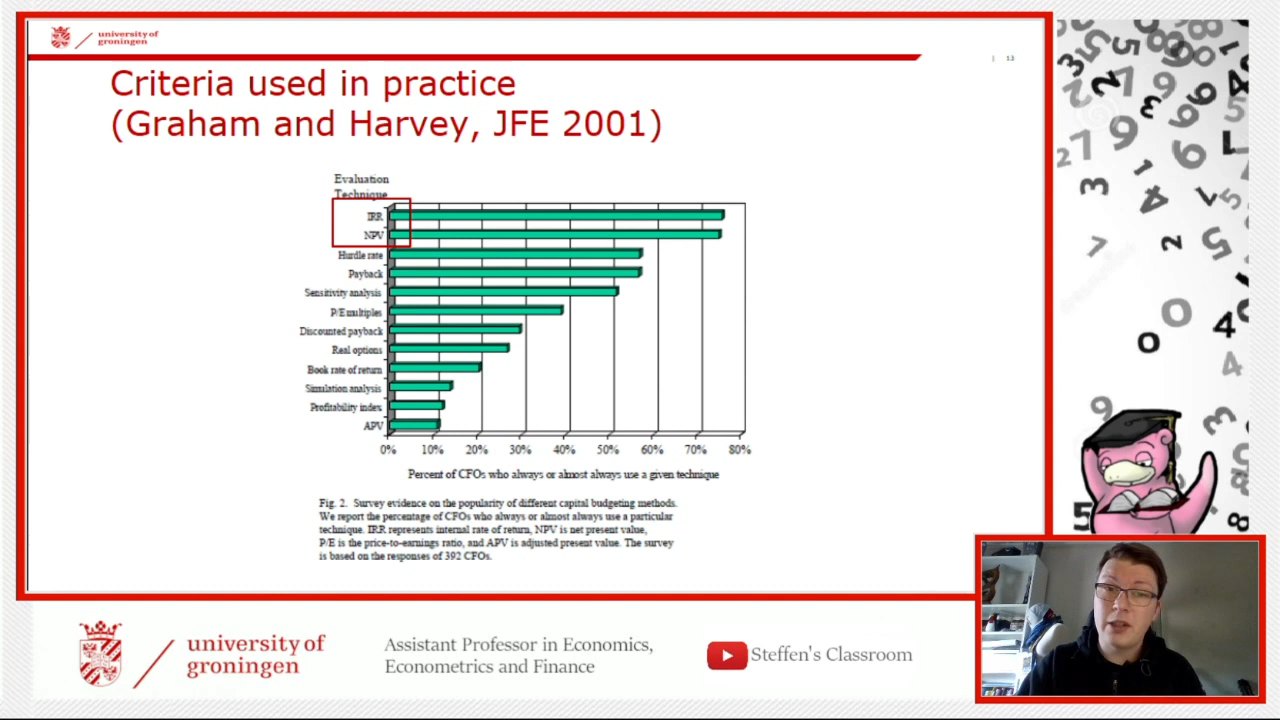 university of
groningen
13
Criteria used in practice
(Graham and Harvey, JFE 2001)
Evaluation
Technique
IRR
NPV
Hurdle rate
Payback
Sensitivity analysis
P/E multiples
Discounted payback
Real options
Book rate of return
Simulation analysis
Profitability index
APV
0% 10% 20% 30% 40% 50% 60% 70% 80%
Percent of CFOs who always or almost always use a given technique
Fig. 2. Survey evidence on the popularity of different capital budgeting methods.
We report the percentage of CFOs who always or almost always use a particular
technique. IRR represents internal rate of return, NPV is net present value,
P/E is the price-to-earnings ratio, and APV is adjusted present value. The survey
is based on the responses of 392 CFOs.
university of
groningen
Assistant Professor in Economics,
Econometrics and Finance
Steffen's Classroom